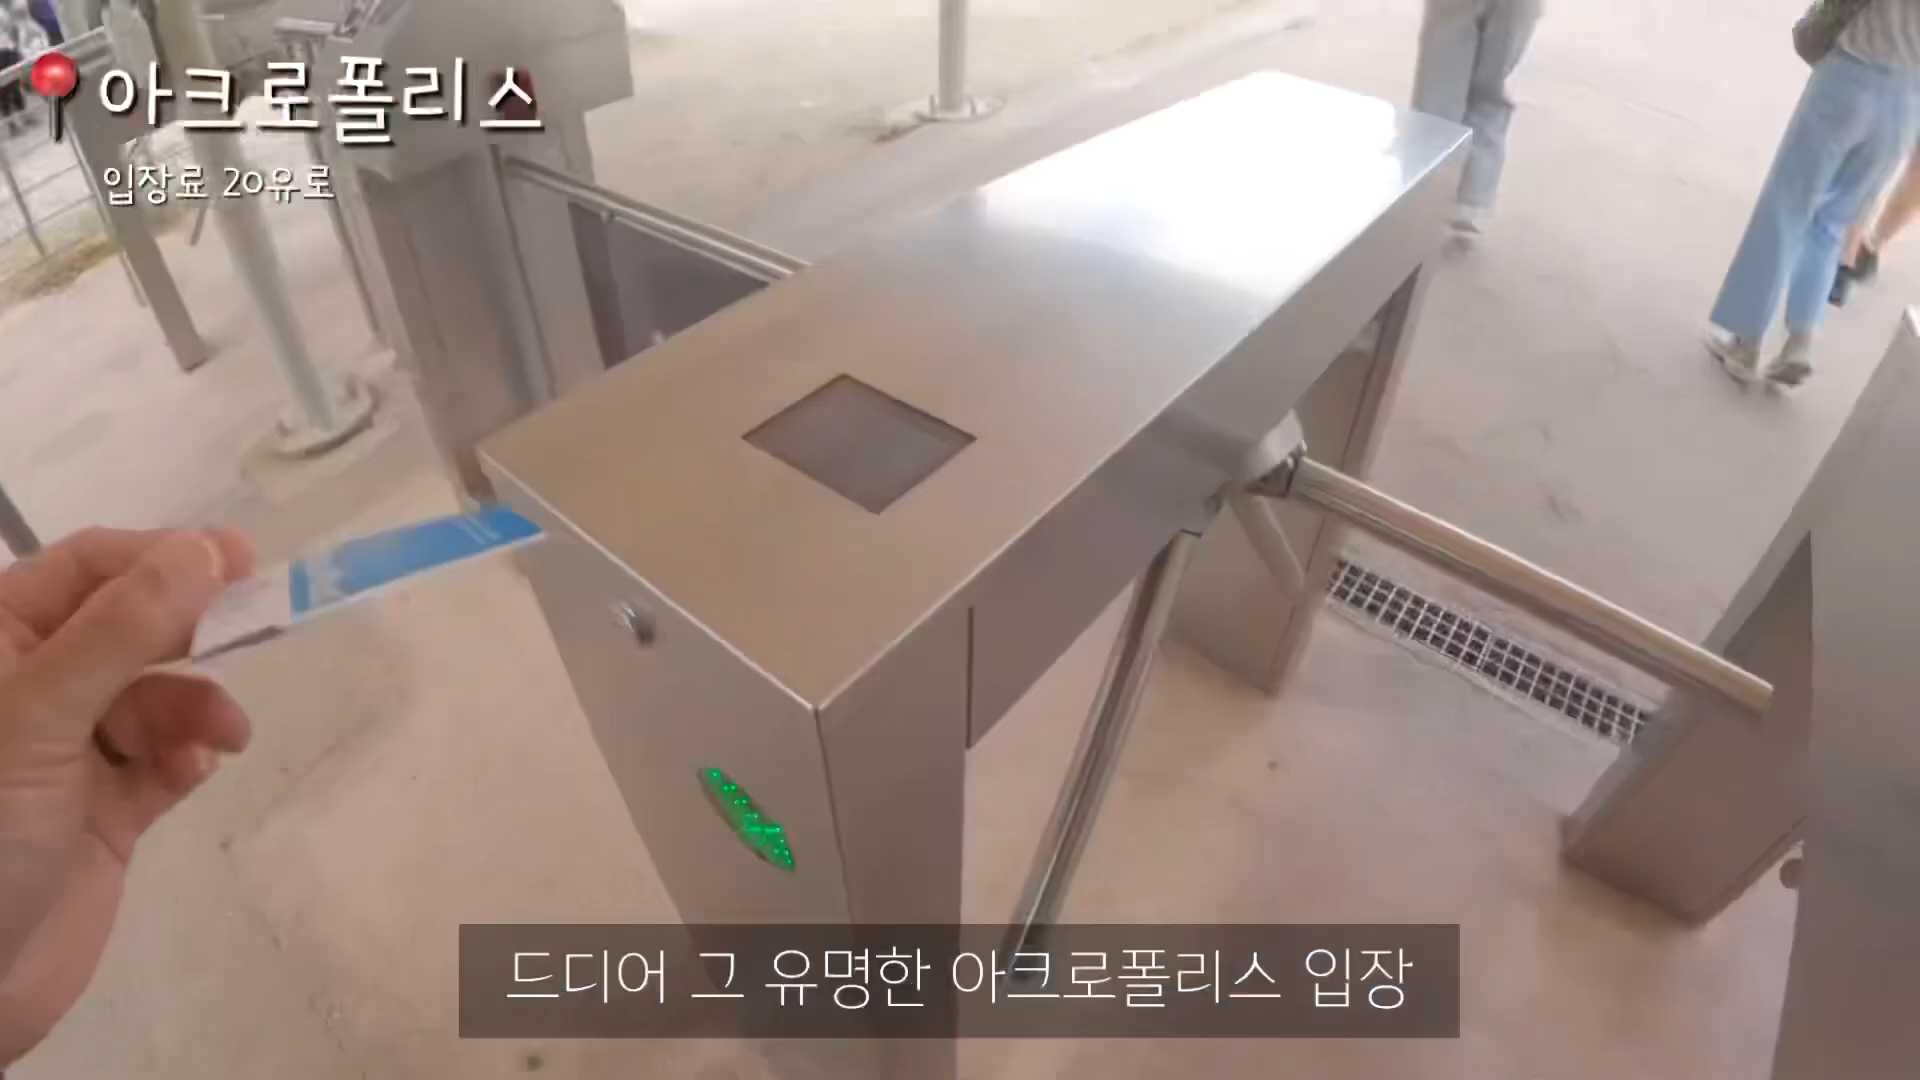 아크로폴리스
입장료 20유로
드디어 그 유명한 아크로폴리스 입장